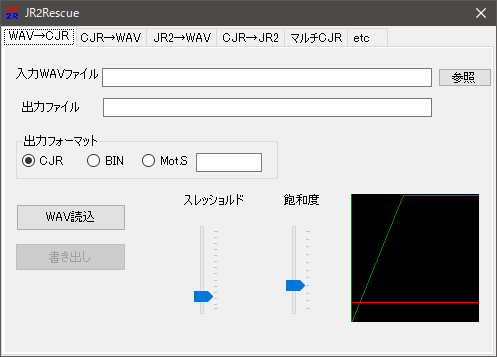 JR 2R JR2Rescue
WAV→CJR CJR→WAV JR2→WAV CJR→JR2 マルチCJR etc
入力WAVファイル 参照
出力ファイル
出力フォーマット
CJR BIN Mot.S
スレッショルド 飽和度
WAV読込
書き出し